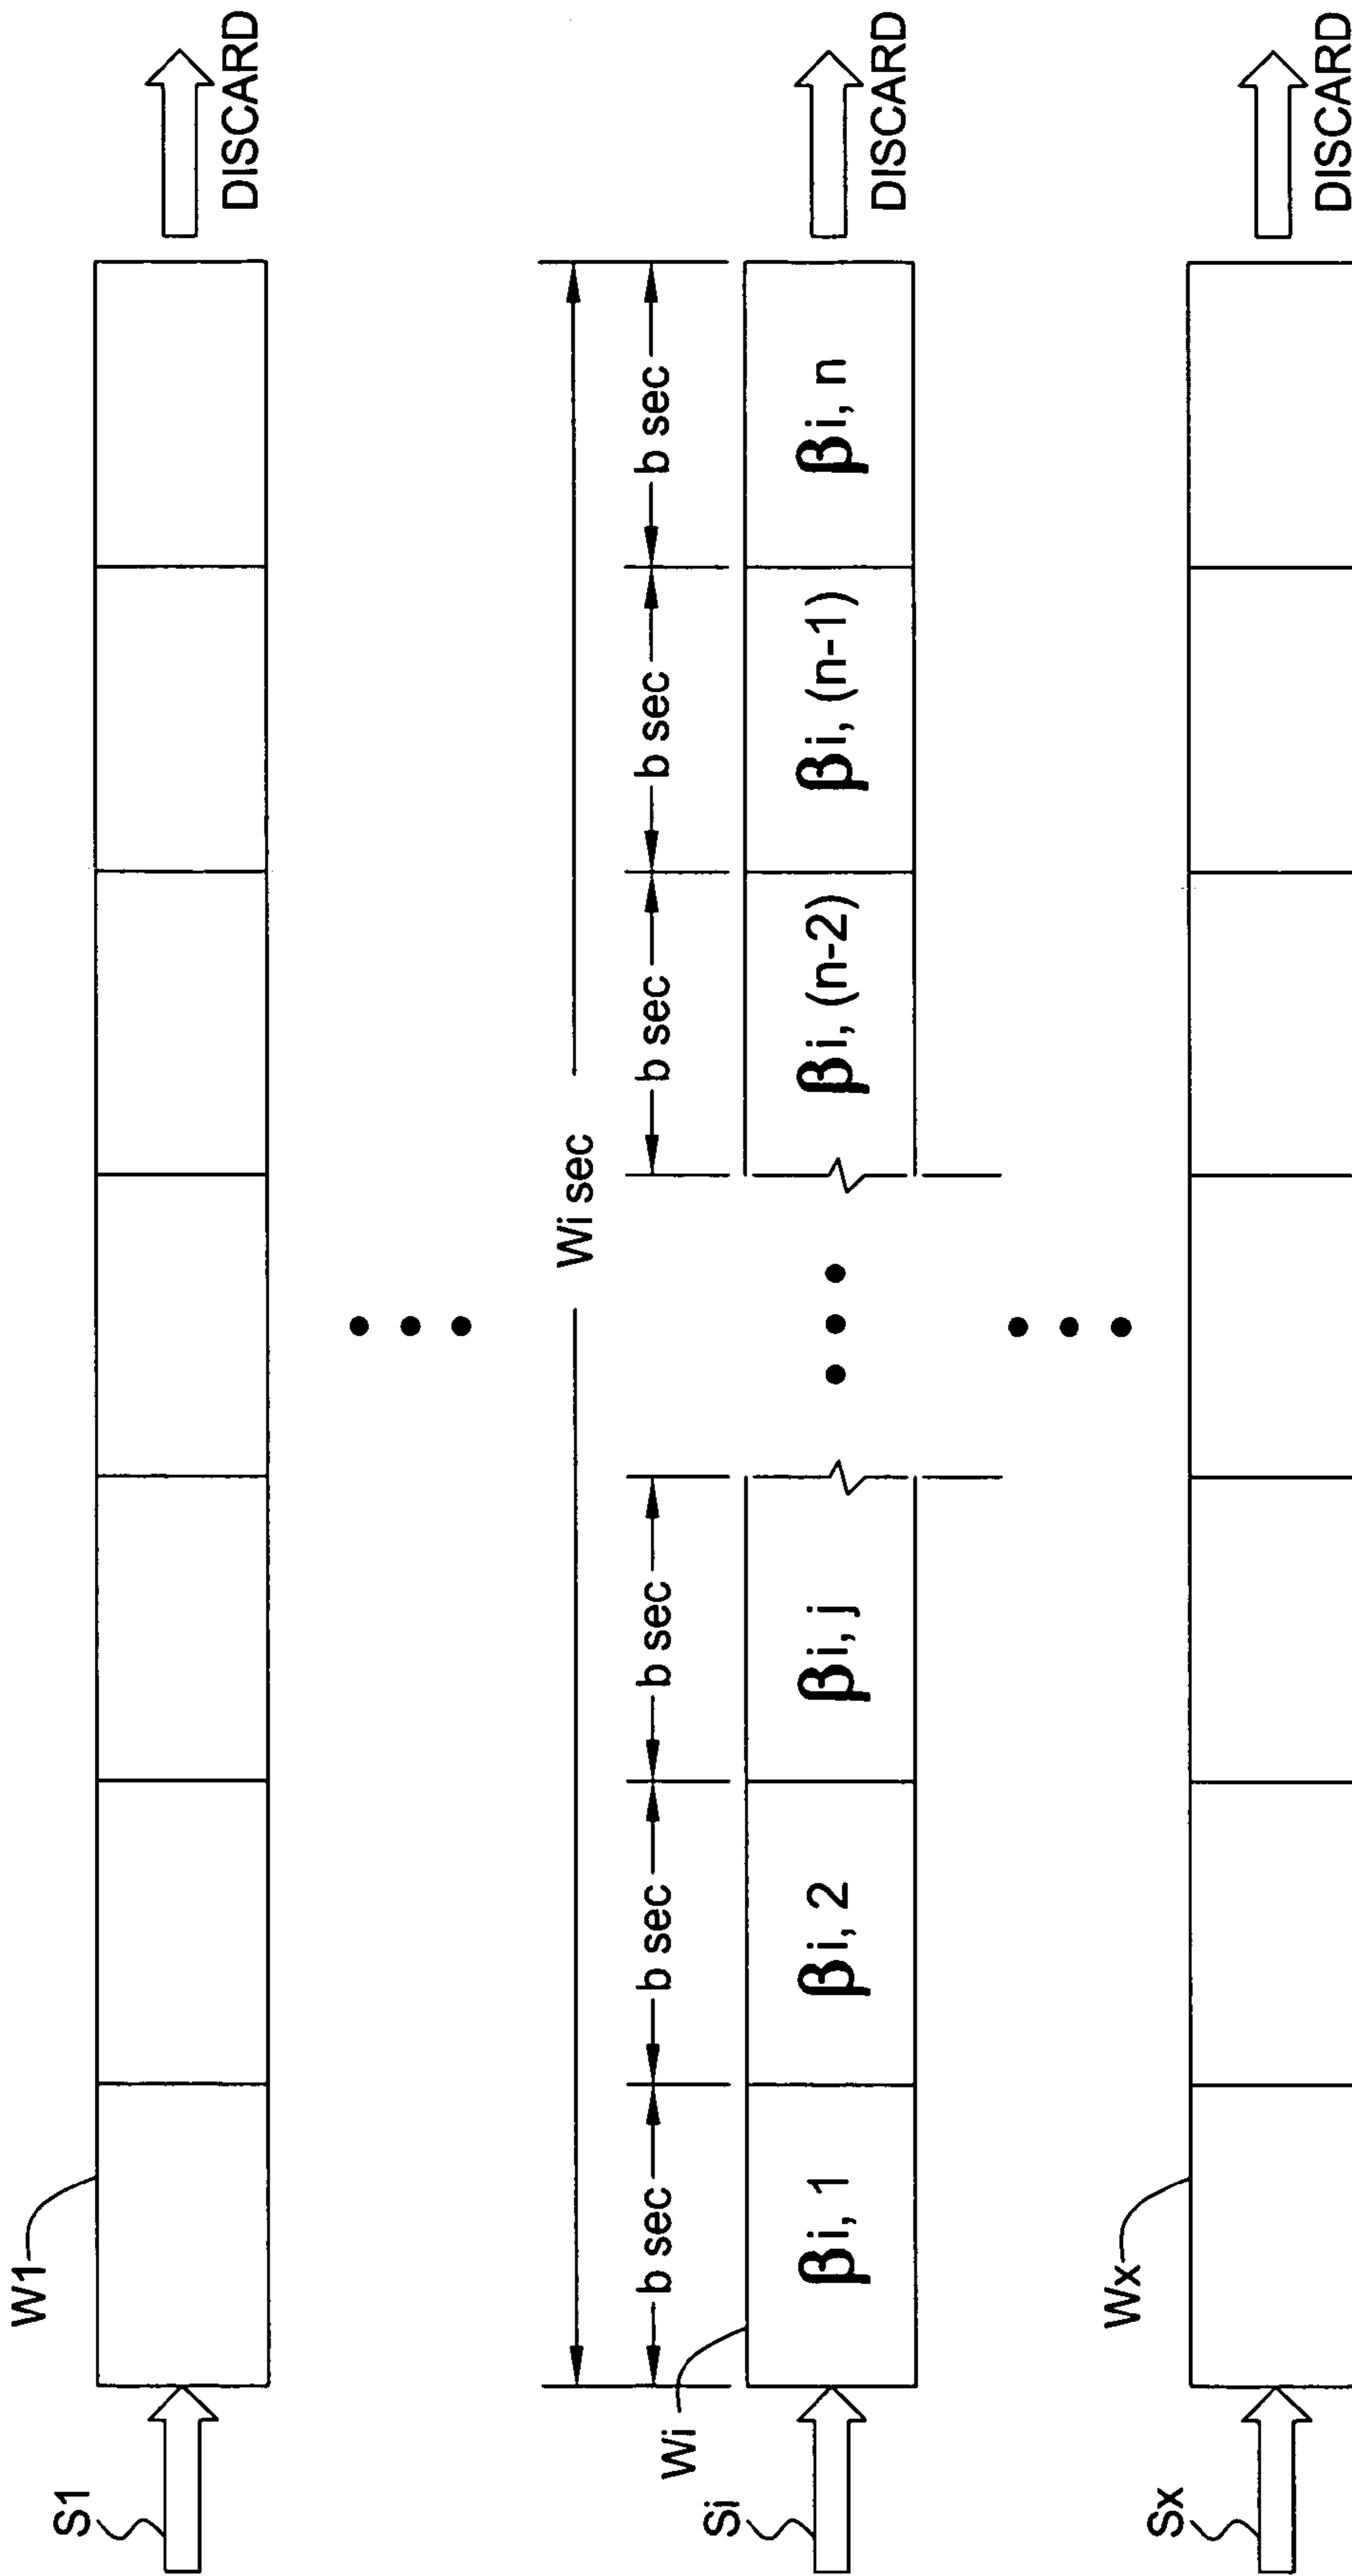 W1
S1
DISCARD
Wi sec
b sec b sec b sec b sec b sec b sec
Wi
Si
βi, 1 βi, 2 βi, j βi, (n-2) βi, (n-1) βi, n
DISCARD
Wx
Sx
DISCARD